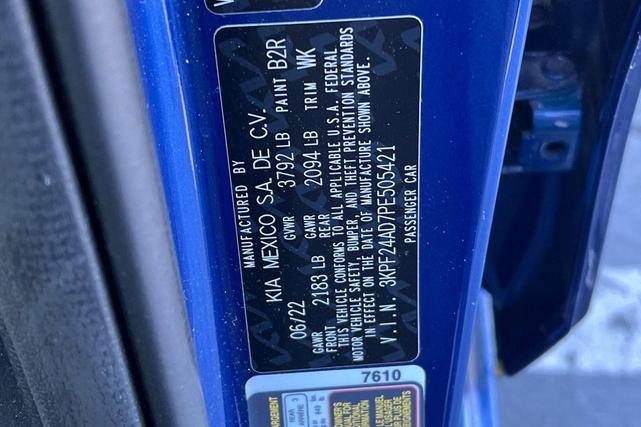 MANUFACTURED BY
KIA MEXICO S.A. DE C.V.
06/22 GVWR 3792 LB PAINT B2R
GAWR FRONT 2183 LB GAWR REAR 2094 LB TRIM WK
THIS VEHICLE CONFORMS TO ALL APPLICABLE U.S.A. FEDERAL
MOTOR VEHICLE SAFETY, BUMPER, AND THEFT PREVENTION STANDARDS
IN EFFECT ON THE DATE OF MANUFACTURE SHOWN ABOVE.
V.I.N. 3KPF24AD7PE505421
PASSENGER CAR
7610